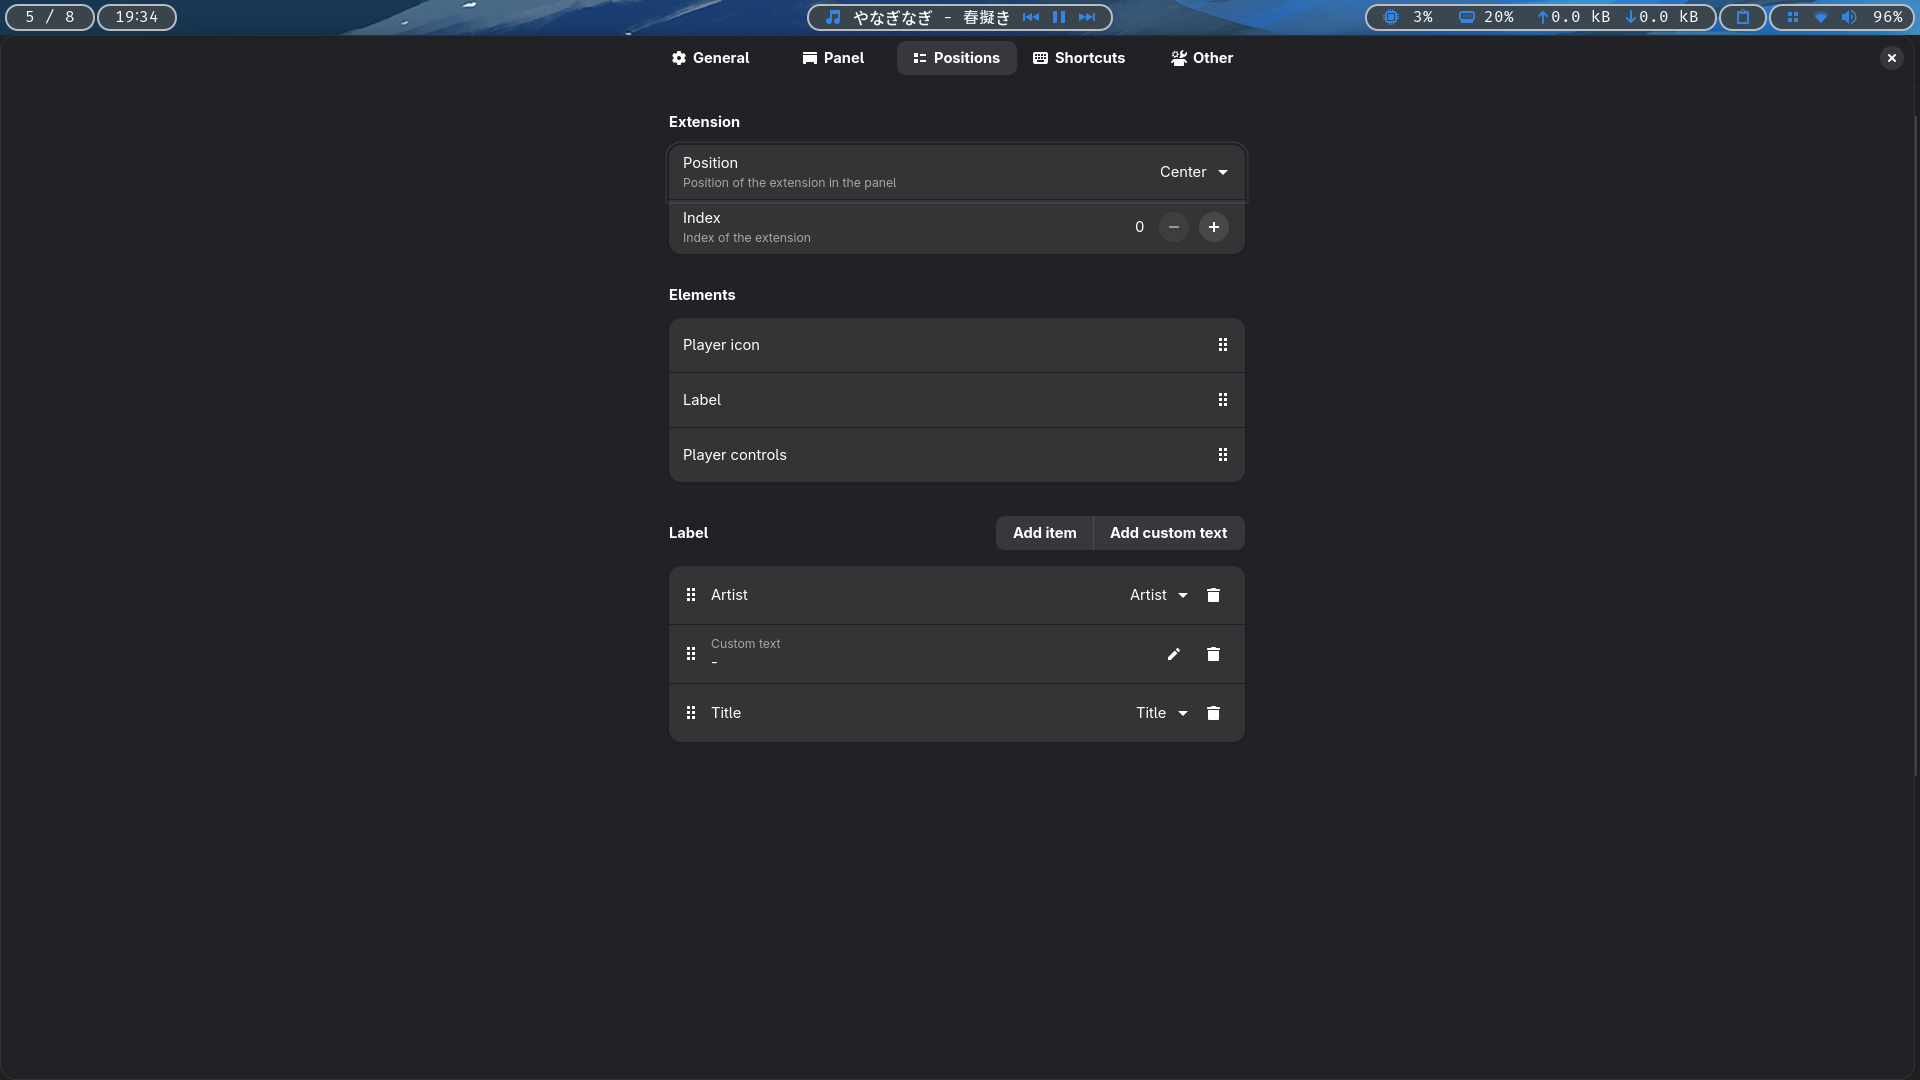 5 / 8
19:34
やなぎなぎ - 春擬き
3%
20%
↑0.0 kB
↓0.0 kB
96%
General
Panel
Positions
Shortcuts
Other
Extension
Position
Center
Position of the extension in the panel
Index
0
Index of the extension
Elements
Player icon
Label
Player controls
Label
Add item
Add custom text
Artist
Artist
Custom text
-
Title
Title